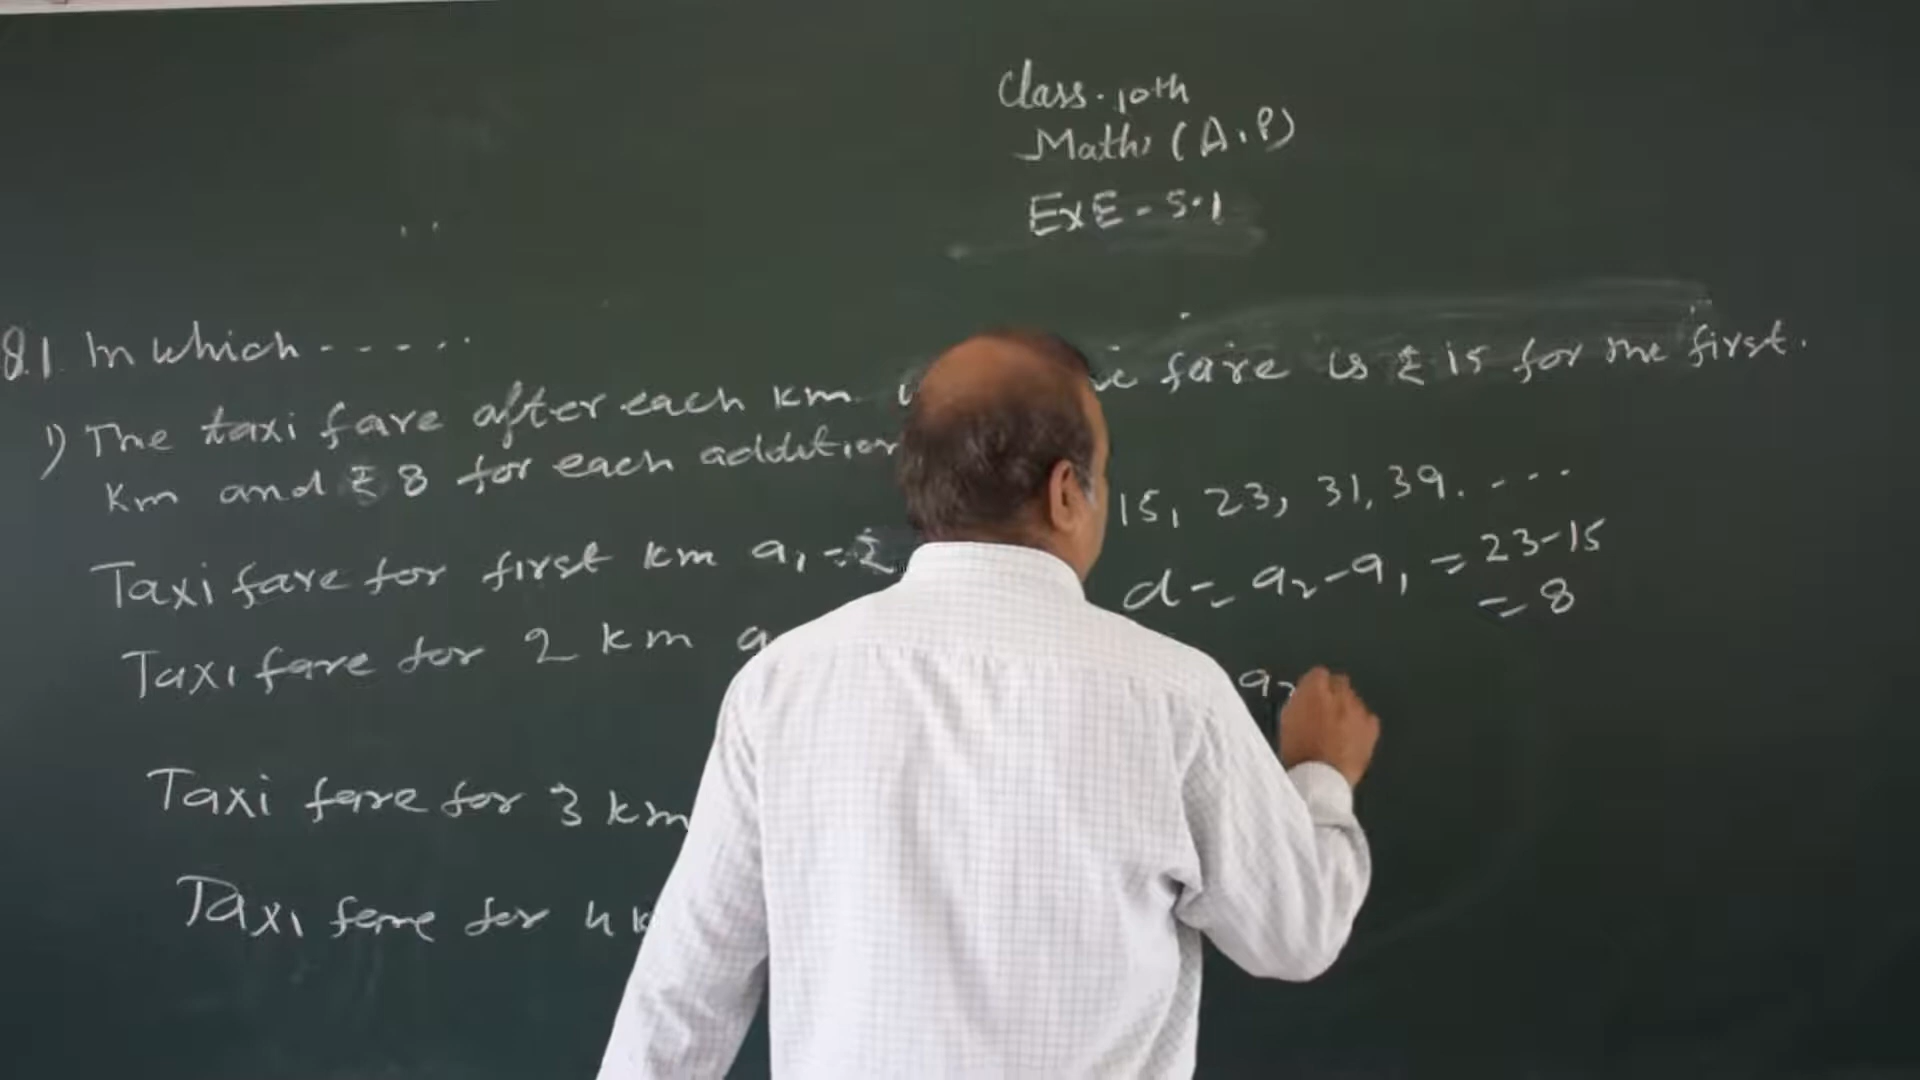 Class. 10th
Maths (A.P)
EXE - 5.1
Q.1. In which - - - - - .
1) The taxi fare after each km fare is ₹ 15 for the first.
km and ₹ 8 for each addition
15, 23, 31, 39. - - - -
Taxi fare for first km a₁ = ₹
d = a₂ - a₁ = 23-15
= 8
Taxi fare for 2 km a
Taxi fare for 3 km
Taxi fare for 4 k